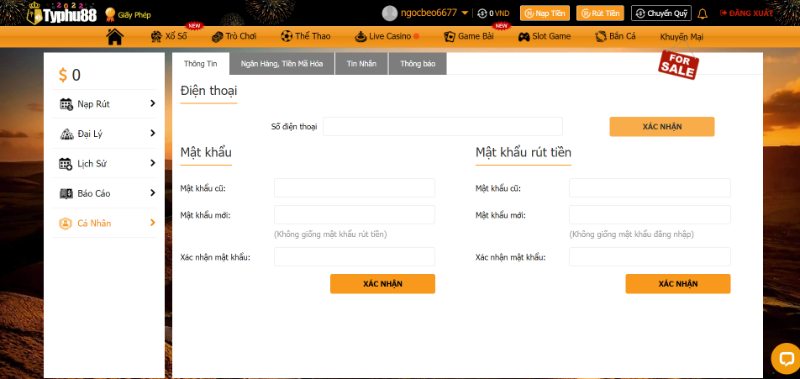 2022
Typhu88 Giấy Phép ngocbeo6677 0 VND Nạp Tiền Rút Tiền Chuyển Quỹ ĐĂNG XUẤT
Xổ Số NEW Trò Chơi Thể Thao Live Casino Game Bài NEW Slot Game Bắn Cá Khuyến Mại
FOR SALE
$ 0
Nạp Rút
Đại Lý
Lịch Sử
Báo Cáo
Cá Nhân
Thông Tin Ngân Hàng, Tiền Mã Hóa Tin Nhắn Thông báo
Điện thoại
Số điện thoại XÁC NHẬN
Mật khẩu Mật khẩu rút tiền
Mật khẩu cũ: Mật khẩu cũ:
Mật khẩu mới: Mật khẩu mới:
(Không giống mật khẩu rút tiền) (Không giống mật khẩu đăng nhập)
Xác nhận mật khẩu: Xác nhận mật khẩu:
XÁC NHẬN XÁC NHẬN